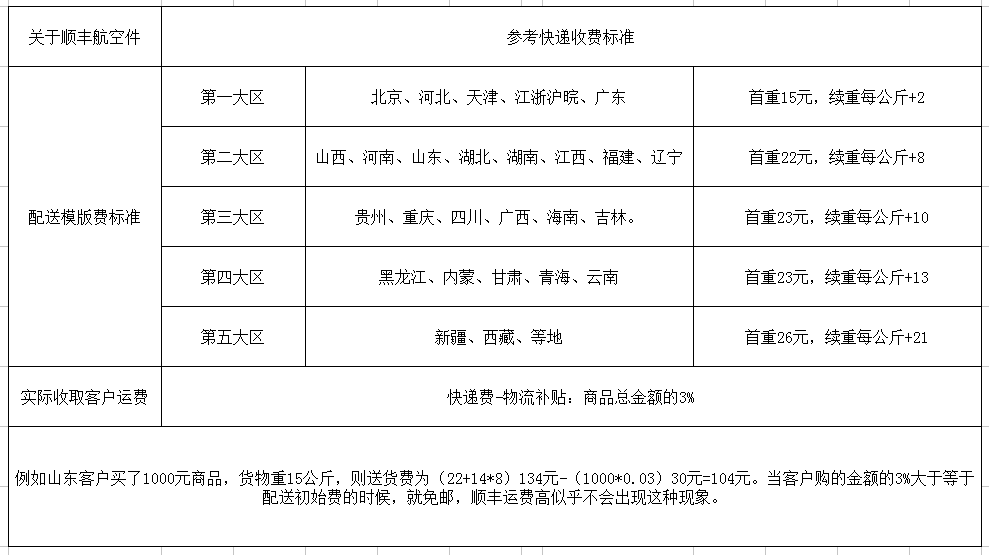 关于顺丰航空件
参考快递收费标准
配送模版费标准
第一大区
北京、河北、天津、江浙沪皖、广东
首重15元，续重每公斤+2
第二大区
山西、河南、山东、湖北、湖南、江西、福建、辽宁
首重22元，续重每公斤+8
第三大区
贵州、重庆、四川、广西、海南、吉林。
首重23元，续重每公斤+10
第四大区
黑龙江、内蒙、甘肃、青海、云南
首重23元，续重每公斤+13
第五大区
新疆、西藏、等地
首重26元，续重每公斤+21
实际收取客户运费
快递费-物流补贴：商品总金额的3%
例如山东客户买了1000元商品，货物重15公斤，则送货费为（22+14*8）134元-（1000*0.03）30元=104元。当客户购的金额的3%大于等于
配送初始费的时候，就免邮，顺丰运费高似乎不会出现这种现象。